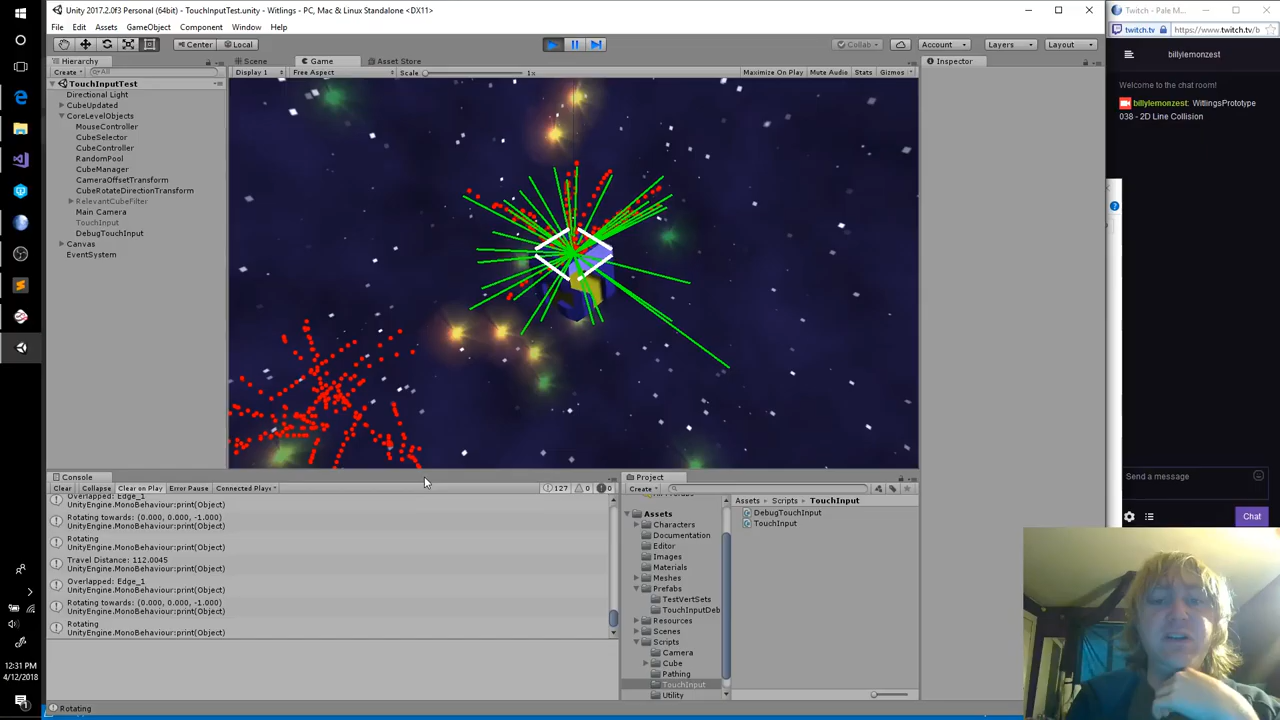 Unity 2017.2.0f3 Personal (64bit) - TouchInputTest.unity - Witlings - PC, Mac & Linux Standalone <DX11>
File Edit Assets GameObject Component Window Help
Center Local
Collab Account Layers Layout
Hierarchy
Create All
TouchInputTest
Directional Light
CubeUpdated
CoreLevelObjects
MouseController
CubeSelector
CubeController
RandomPool
CubeManager
CameraOffsetTransform
CubeRotateDirectionTransform
RelevantCubeFilter
Main Camera
TouchInput
DebugTouchInput
Canvas
EventSystem
Scene Game Asset Store
Display 1 Free Aspect Scale 1x Maximize On Play Mute Audio Stats Gizmos
Inspector
Console
Clear Collapse Clear on Play Error Pause Connected Playe 127 0 0
Overlapped: Edge_1
UnityEngine.MonoBehaviour:print(Object)
Rotating towards: (0.000, 0.000, -1.000)
UnityEngine.MonoBehaviour:print(Object)
Rotating
UnityEngine.MonoBehaviour:print(Object)
Travel Distance: 112.0045
UnityEngine.MonoBehaviour:print(Object)
Overlapped: Edge_1
UnityEngine.MonoBehaviour:print(Object)
Rotating towards: (0.000, 0.000, -1.000)
UnityEngine.MonoBehaviour:print(Object)
Rotating
UnityEngine.MonoBehaviour:print(Object)
Rotating
Project
Create
Assets
Characters
Documentation
Editor
Images
Materials
Meshes
Prefabs
TestVertSets
TouchInputDeb
Resources
Scenes
Scripts
Camera
Cube
Pathing
TouchInput
Utility
Assets Scripts TouchInput
DebugTouchInput
TouchInput
Twitch - Pale M...
twitch.tv https://www.twitch.tv/b
billylemonzest
Welcome to the chat room!
billylemonzest: WitlingsPrototype
038 - 2D Line Collision
Send a message
Chat
12:31 PM
4/12/2018